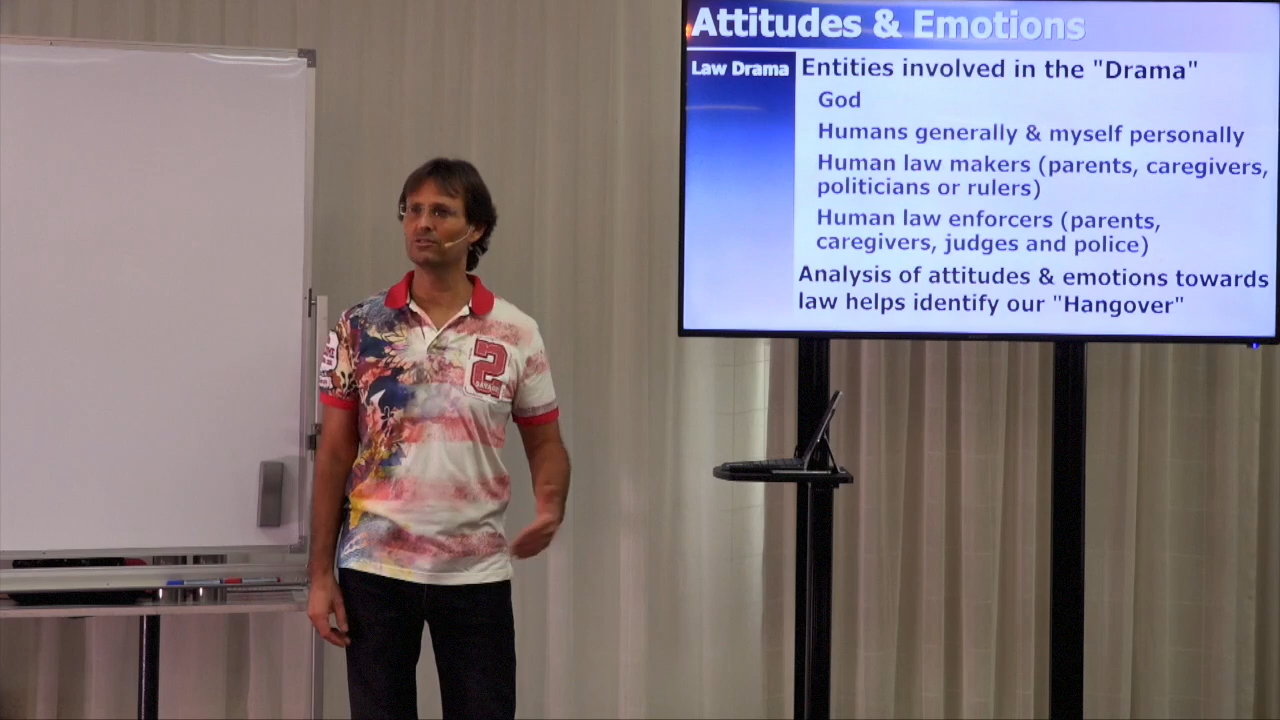 Attitudes & Emotions
Law Drama
Entities involved in the "Drama"
God
Humans generally & myself personally
Human law makers (parents, caregivers,
politicians or rulers)
Human law enforcers (parents,
caregivers, judges and police)
Analysis of attitudes & emotions towards
law helps identify our "Hangover"
2
SAVAGE